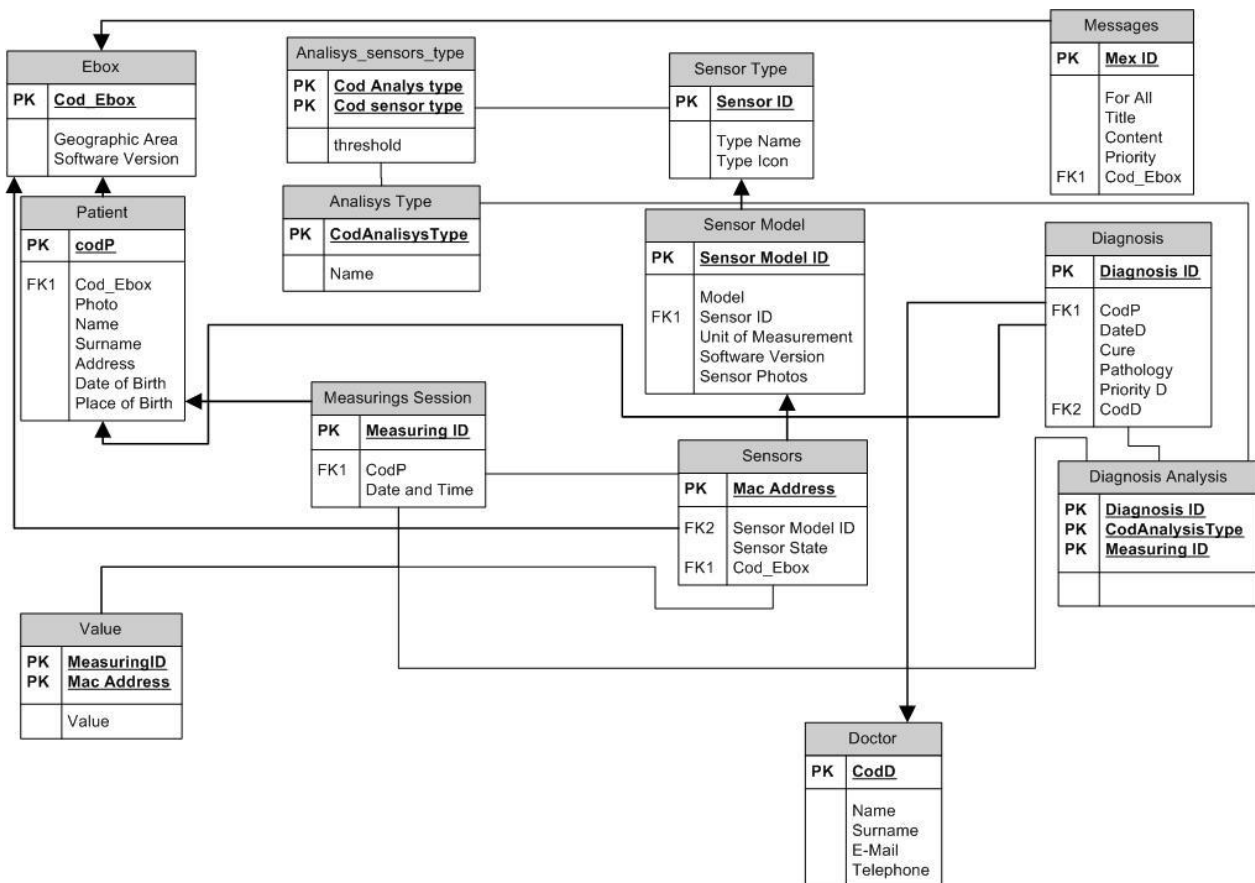 Ebox
PK Cod_Ebox
Geographic Area
Software Version
Analisys_sensors_type
PK Cod Analys type
PK Cod sensor type
threshold
Sensor Type
PK Sensor ID
Type Name
Type Icon
Messages
PK Mex ID
For All
Title
Content
Priority
FK1 Cod_Ebox
Patient
PK codP
FK1 Cod_Ebox
Photo
Name
Surname
Address
Date of Birth
Place of Birth
Analisys Type
PK CodAnalisysType
Name
Sensor Model
PK Sensor Model ID
Model
FK1 Sensor ID
Unit of Measurement
Software Version
Sensor Photos
Diagnosis
PK Diagnosis ID
FK1 CodP
DateD
Cure
Pathology
Priority D
FK2 CodD
Measurings Session
PK Measuring ID
FK1 CodP
Date and Time
Sensors
PK Mac Address
FK2 Sensor Model ID
Sensor State
FK1 Cod_Ebox
Diagnosis Analysis
PK Diagnosis ID
PK CodAnalysisType
PK Measuring ID
Value
PK MeasuringID
PK Mac Address
Value
Doctor
PK CodD
Name
Surname
E-Mail
Telephone